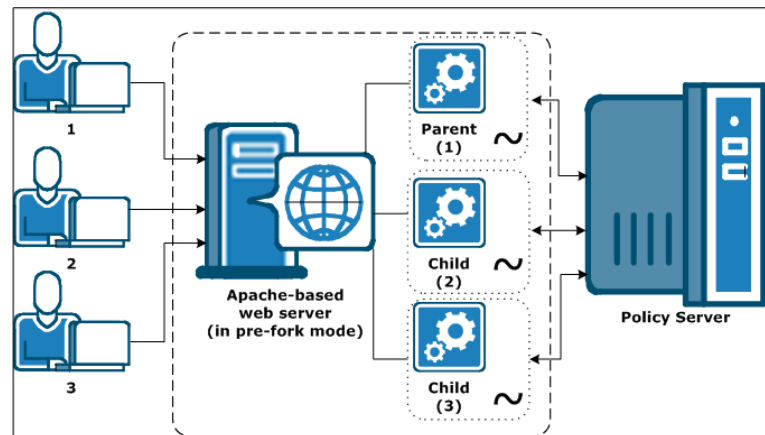 1
2
3
Apache-based
web server
(in pre-fork mode)
Parent
(1)
~
Child
(2)
~
Child
(3)
~
Policy Server